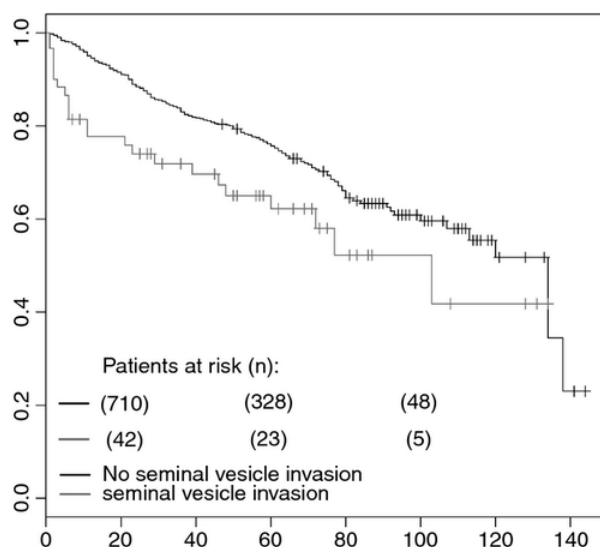 1.0
0.8
0.6
0.4
0.2
0.0
Patients at risk (n):
(710) (328) (48)
(42) (23) (5)
No seminal vesicle invasion
seminal vesicle invasion
0 20 40 60 80 100 120 140